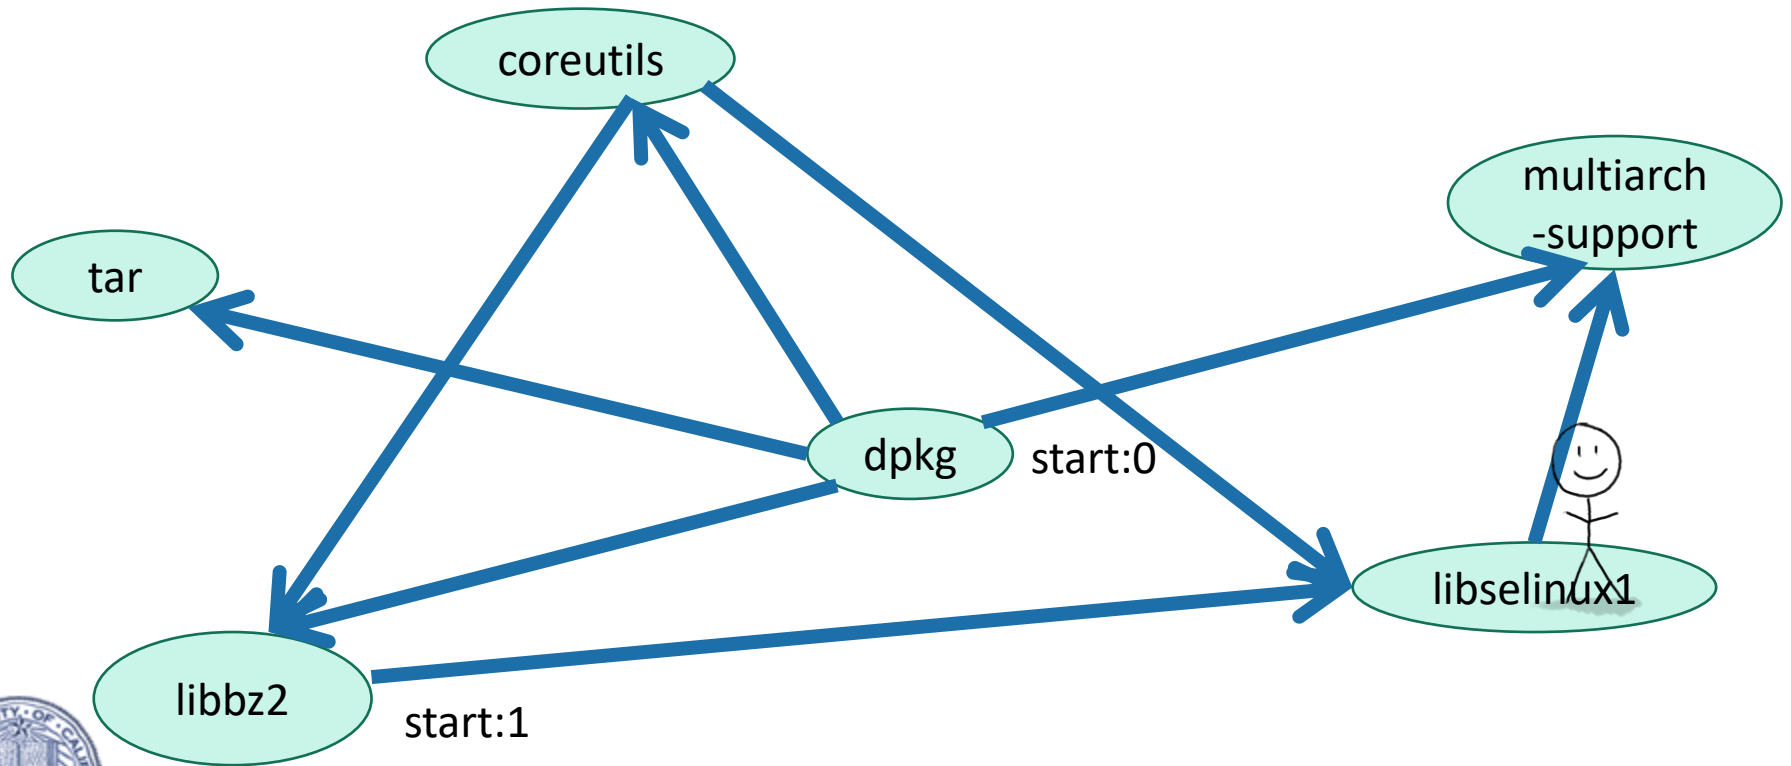 coreutils
multiarch
-support
tar
dpkg
start:0
libselinux1
libbz2
start:1